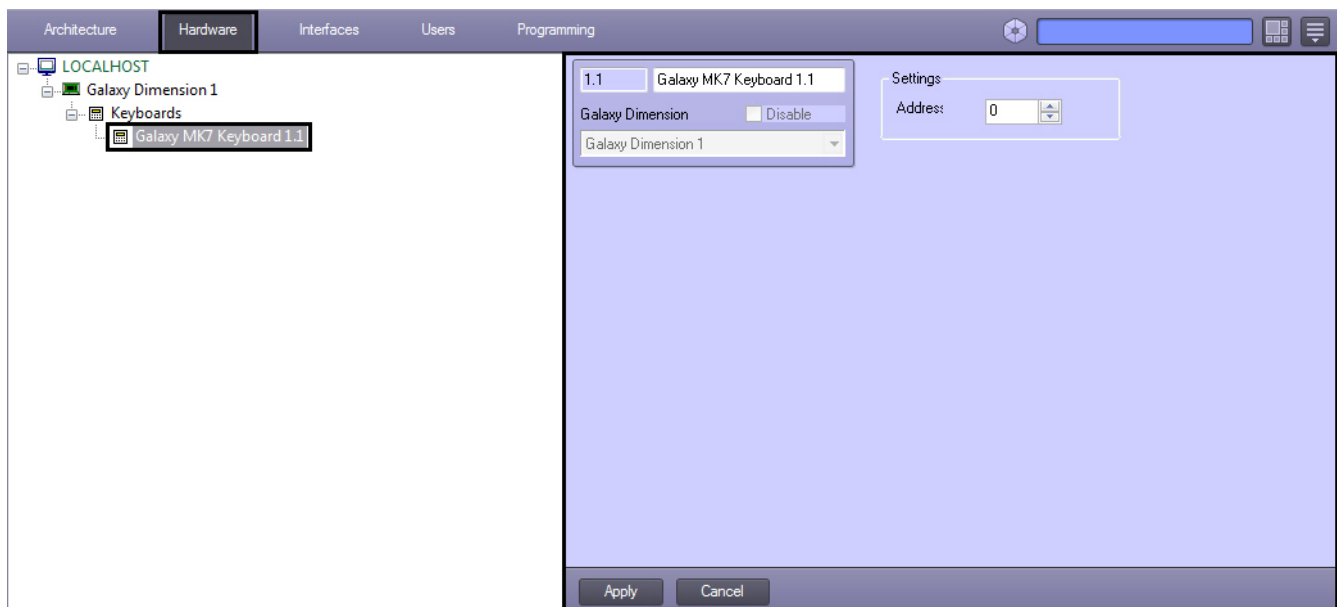 Architecture Hardware Interfaces Users Programming
LOCALHOST
Galaxy Dimension 1
Keyboards
Galaxy MK7 Keyboard 1.1
1.1 Galaxy MK7 Keyboard 1.1
Galaxy Dimension Disable
Galaxy Dimension 1
Settings
Address 0
Apply Cancel